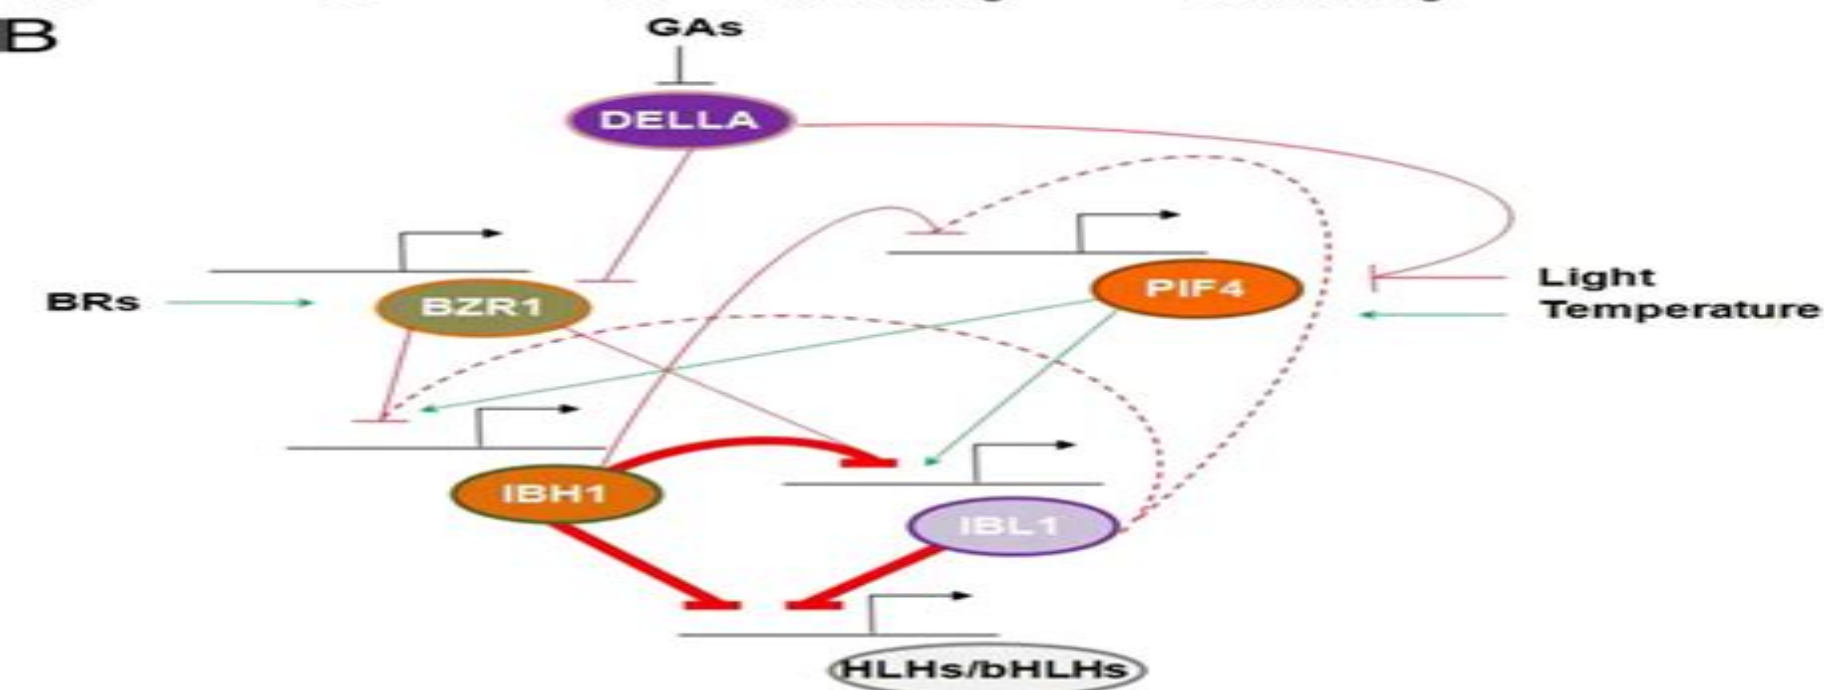 B
GAs
DELLA
BRs
BZR1
PIF4
Light
Temperature
IBH1
IBL1
HLHs/bHLHs